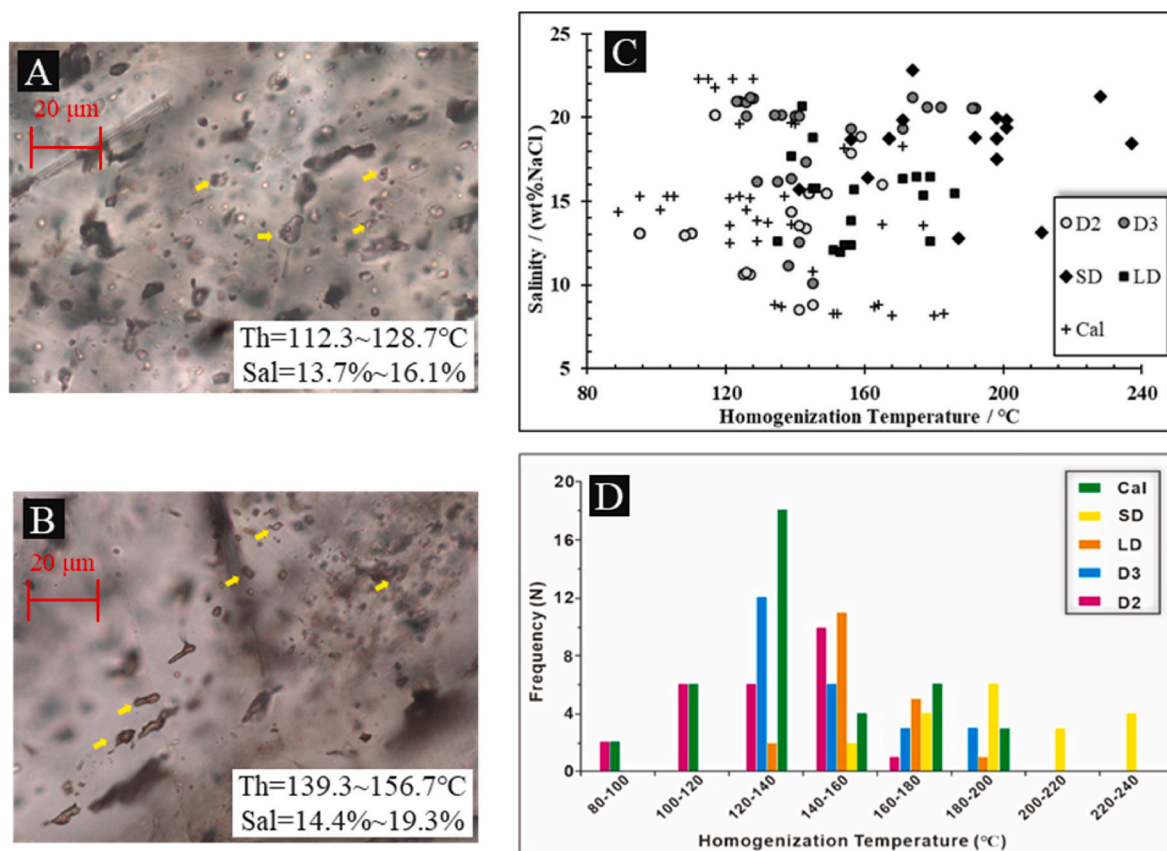 A
20 μm
Th=112.3~128.7℃
Sal=13.7%~16.1%
B
20 μm
Th=139.3~156.7℃
Sal=14.4%~19.3%
C
Salinity / (wt%NaCl)
25
20
15
10
5
80
120
160
200
240
Homogenization Temperature / ℃
D2
D3
SD
LD
Cal
D
Frequency (N)
20
16
12
8
4
0
80-100
100-120
120-140
140-160
160-180
180-200
200-220
220-240
Homogenization Temperature (℃)
Cal
SD
LD
D3
D2